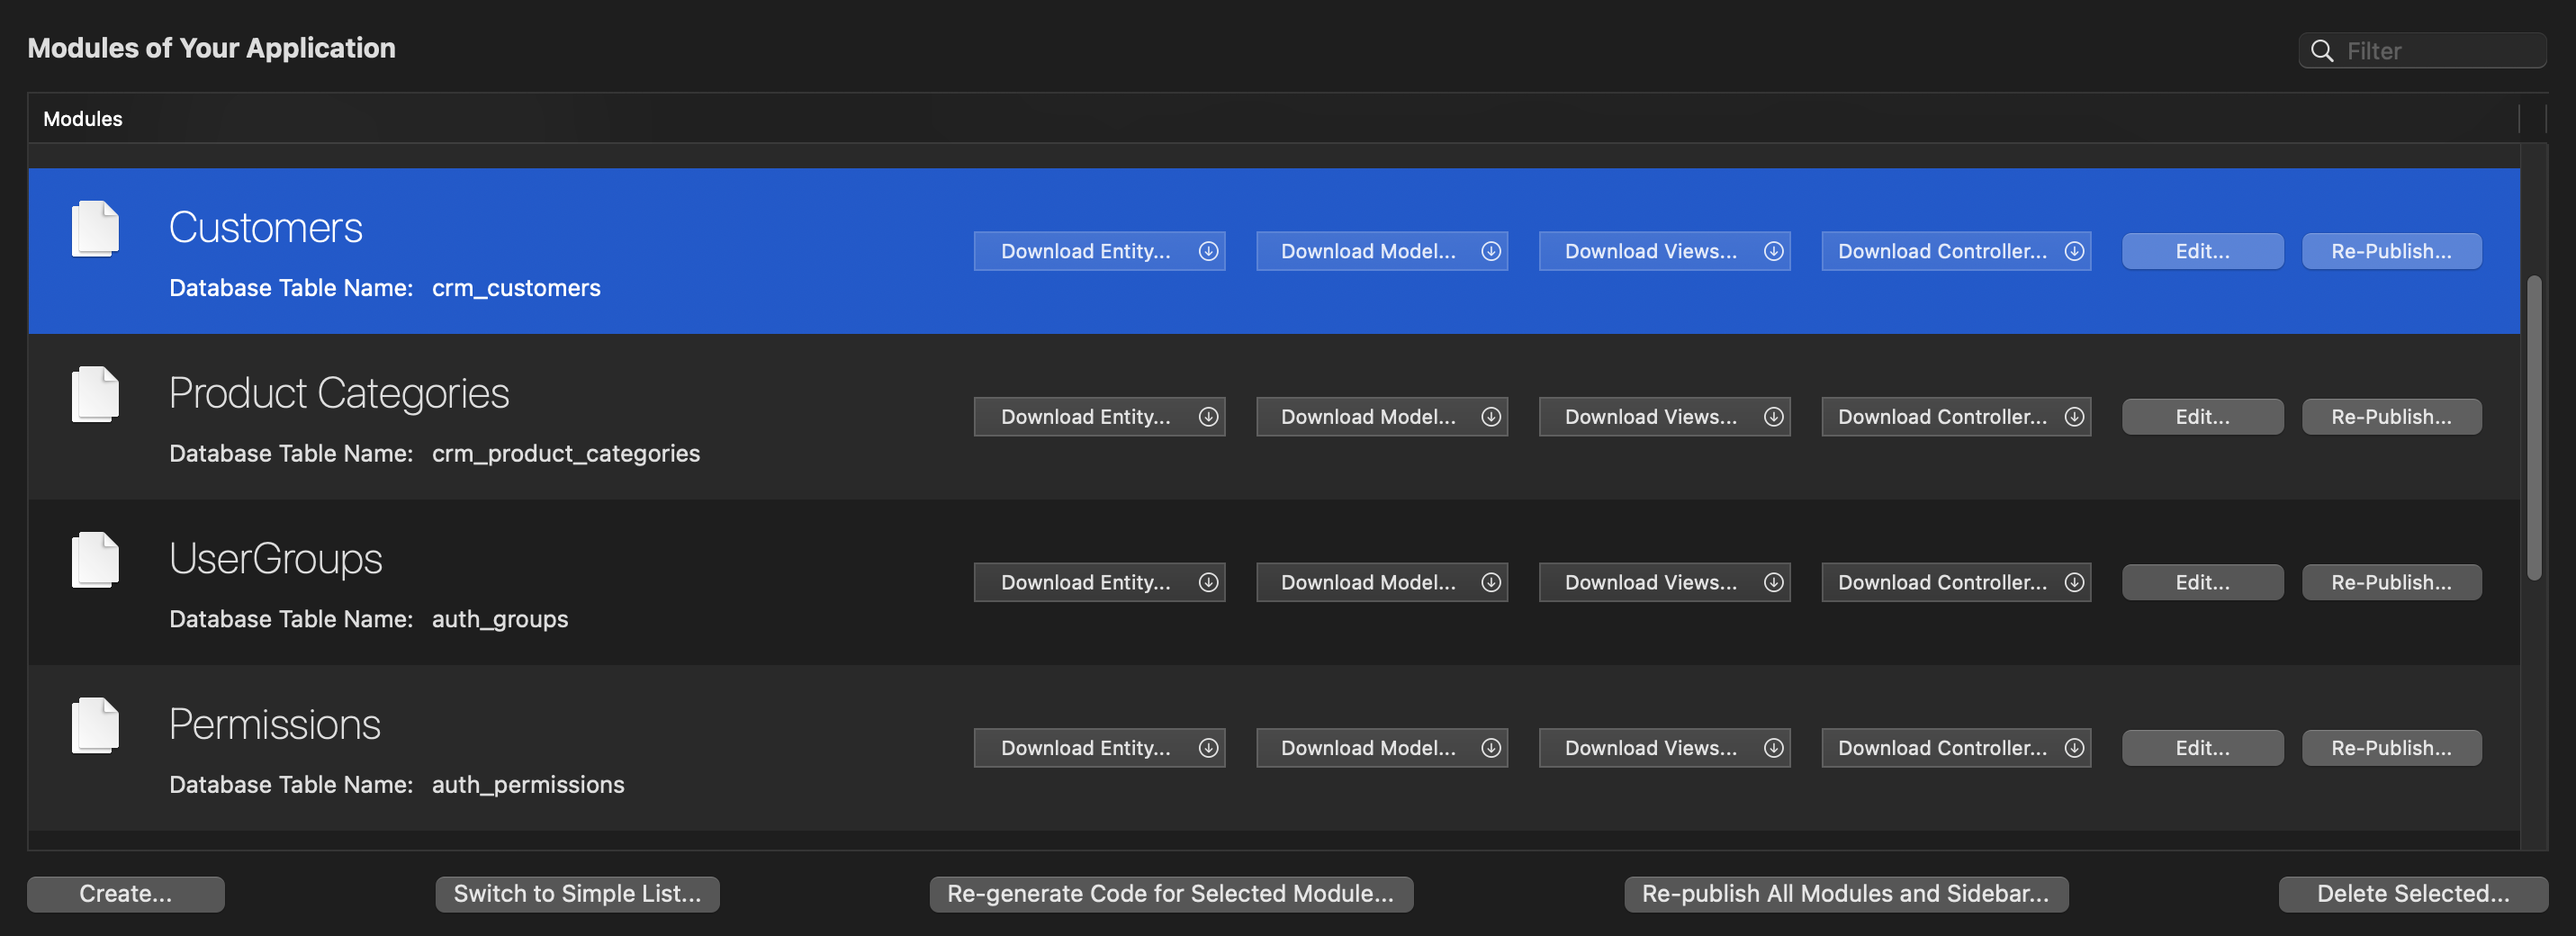 Modules of Your Application
Filter
Modules
Customers
Download Entity... Download Model... Download Views... Download Controller... Edit... Re-Publish...
Database Table Name: crm_customers
Product Categories
Download Entity... Download Model... Download Views... Download Controller... Edit... Re-Publish...
Database Table Name: crm_product_categories
UserGroups
Download Entity... Download Model... Download Views... Download Controller... Edit... Re-Publish...
Database Table Name: auth_groups
Permissions
Download Entity... Download Model... Download Views... Download Controller... Edit... Re-Publish...
Database Table Name: auth_permissions
Create... Switch to Simple List... Re-generate Code for Selected Module... Re-publish All Modules and Sidebar... Delete Selected...